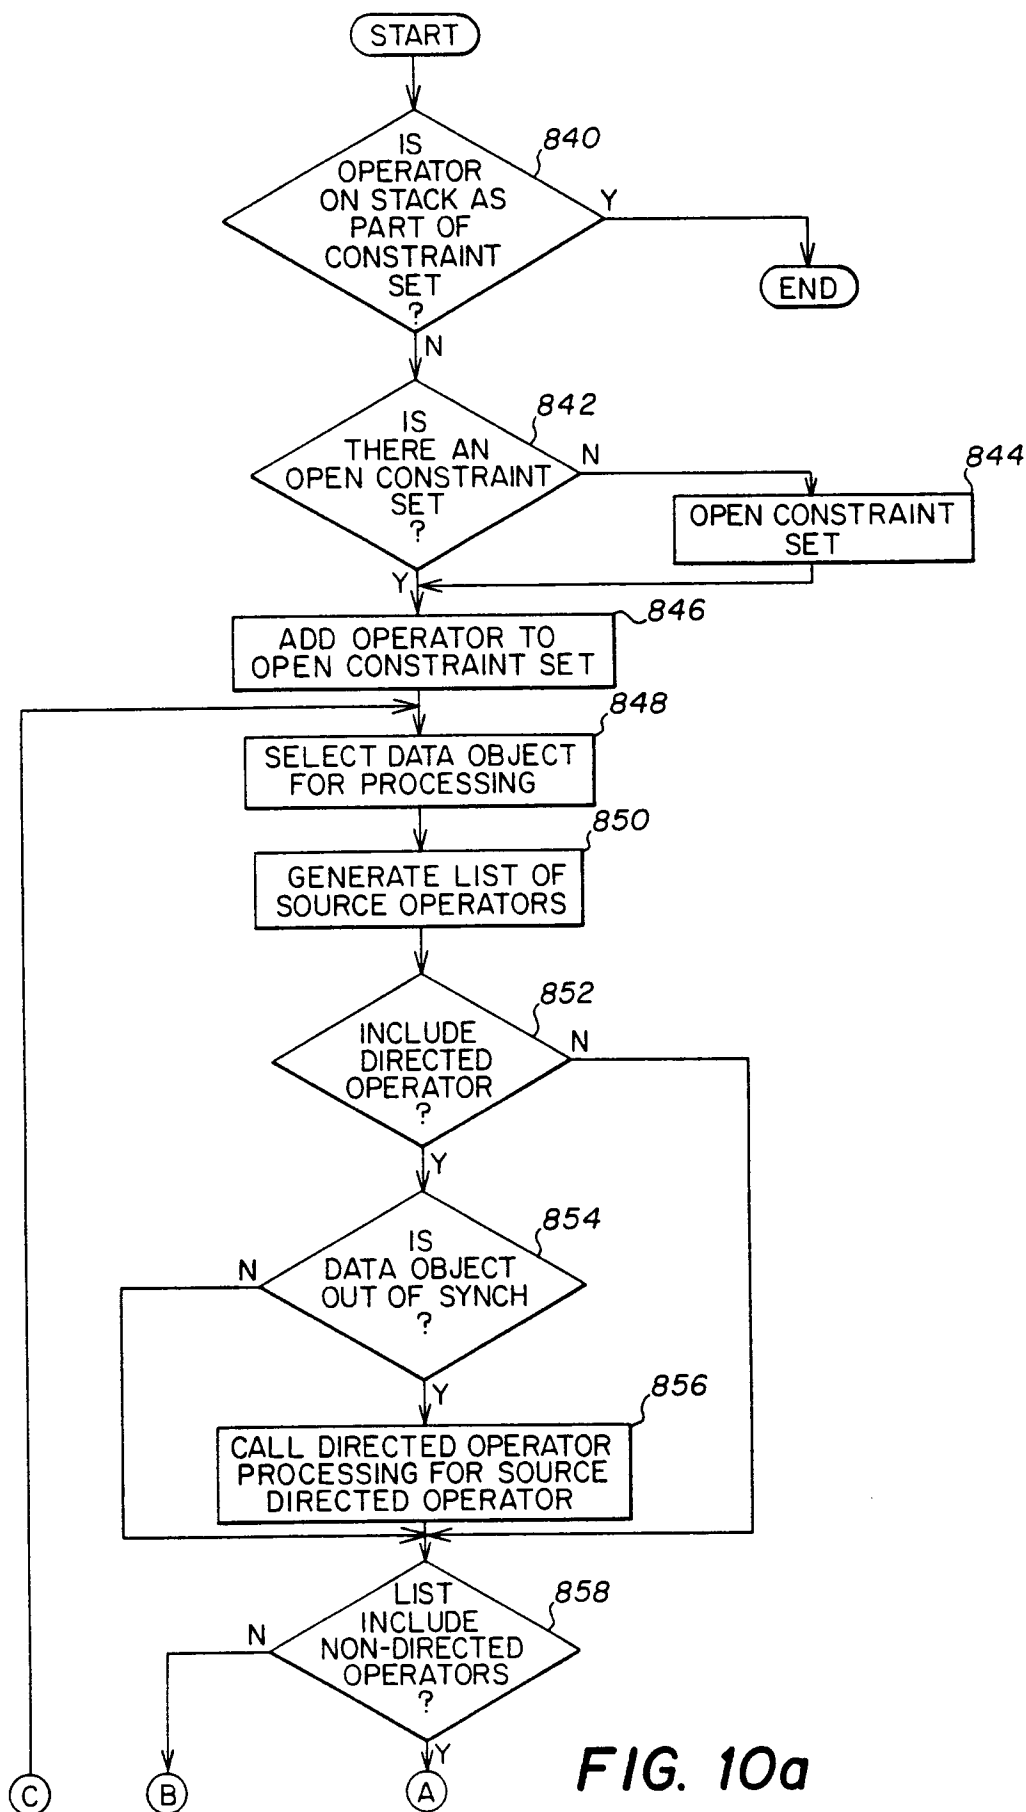 START
IS
OPERATOR
ON STACK AS
PART OF
CONSTRAINT
SET
?
840
Y
END
N
IS
THERE AN
OPEN CONSTRAINT
SET
?
842
N
844
OPEN CONSTRAINT
SET
Y
846
ADD OPERATOR TO
OPEN CONSTRAINT SET
848
SELECT DATA OBJECT
FOR PROCESSING
850
GENERATE LIST OF
SOURCE OPERATORS
852
INCLUDE
DIRECTED
OPERATOR
?
N
Y
854
IS
DATA OBJECT
OUT OF SYNCH
?
N
Y
856
CALL DIRECTED OPERATOR
PROCESSING FOR SOURCE
DIRECTED OPERATOR
858
LIST
INCLUDE
NON-DIRECTED
OPERATORS
?
N
Y
C
B
A
FIG. 10a